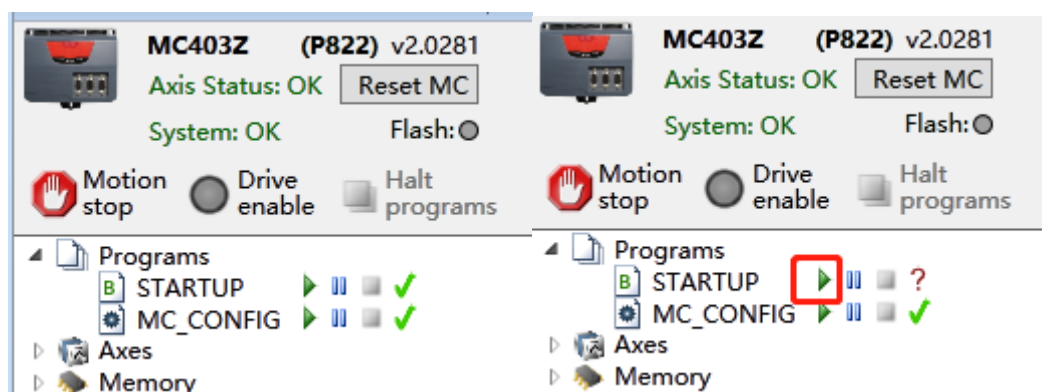 MC403Z (P822) v2.0281
Axis Status: OK Reset MC
System: OK Flash:
Motion stop Drive enable Halt programs
Programs
B STARTUP
MC_CONFIG
Axes
Memory
MC403Z (P822) v2.0281
Axis Status: OK Reset MC
System: OK Flash:
Motion stop Drive enable Halt programs
Programs
B STARTUP ?
MC_CONFIG
Axes
Memory